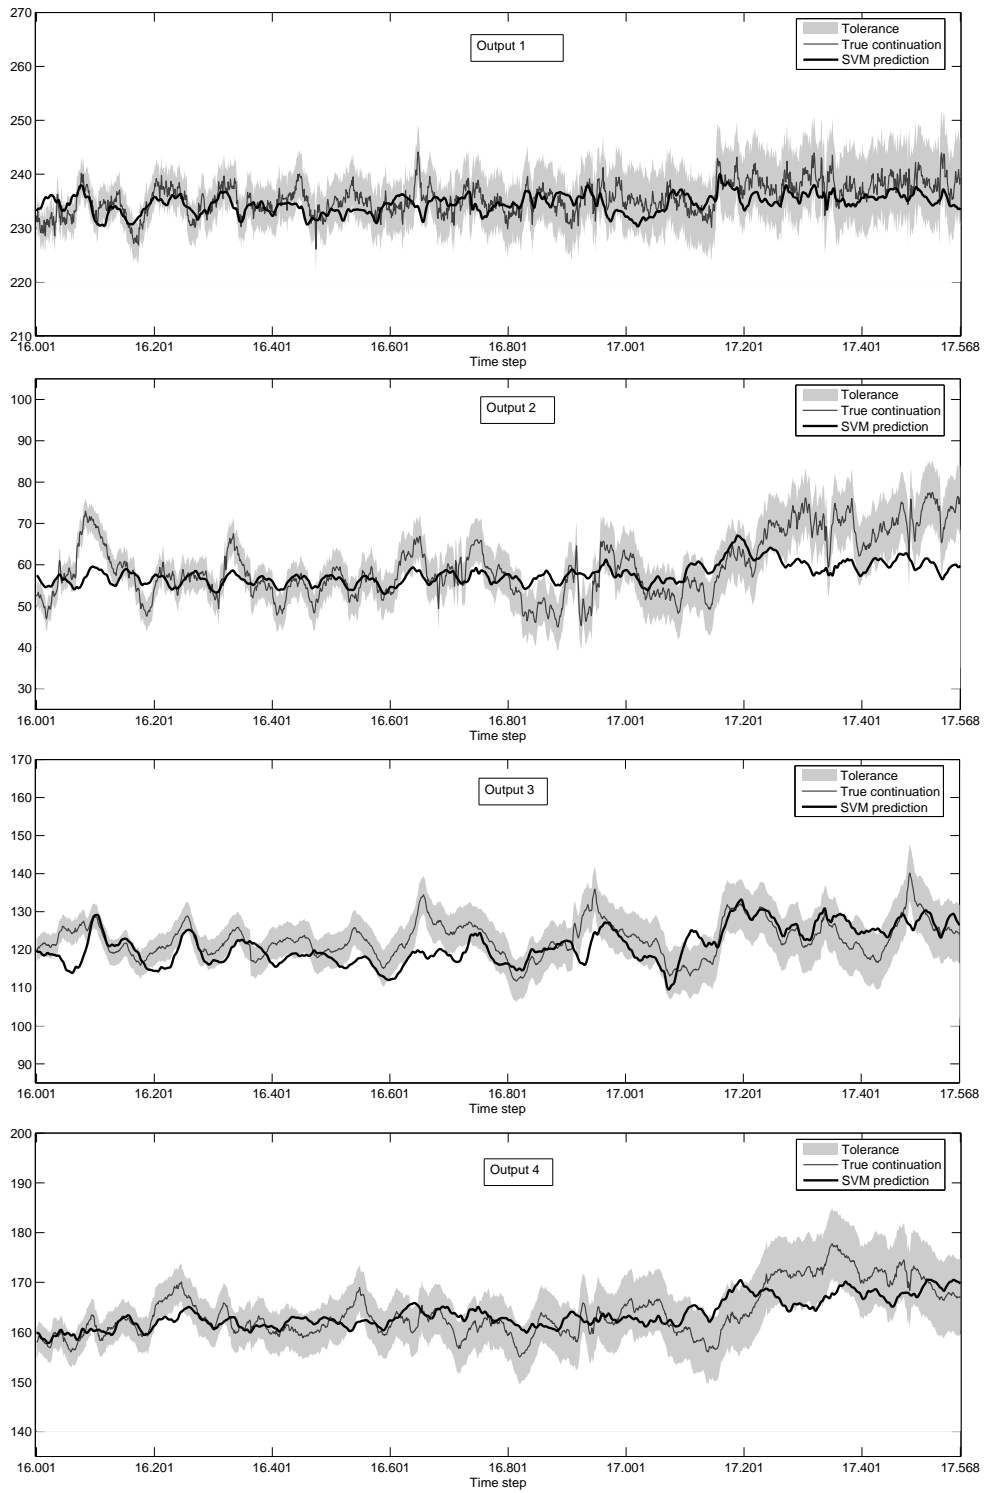 270
260
250
240
230
220
210
Output 1
Tolerance
True continuation
SVM prediction
16.001 16.201 16.401 16.601 16.801 17.001 17.201 17.401 17.568
Time step
100
90
80
70
60
50
40
30
Output 2
Tolerance
True continuation
SVM prediction
16.001 16.201 16.401 16.601 16.801 17.001 17.201 17.401 17.568
Time step
170
160
150
140
130
120
110
100
90
Output 3
Tolerance
True continuation
SVM prediction
16.001 16.201 16.401 16.601 16.801 17.001 17.201 17.401 17.568
Time step
200
190
180
170
160
150
140
Output 4
Tolerance
True continuation
SVM prediction
16.001 16.201 16.401 16.601 16.801 17.001 17.201 17.401 17.568
Time step